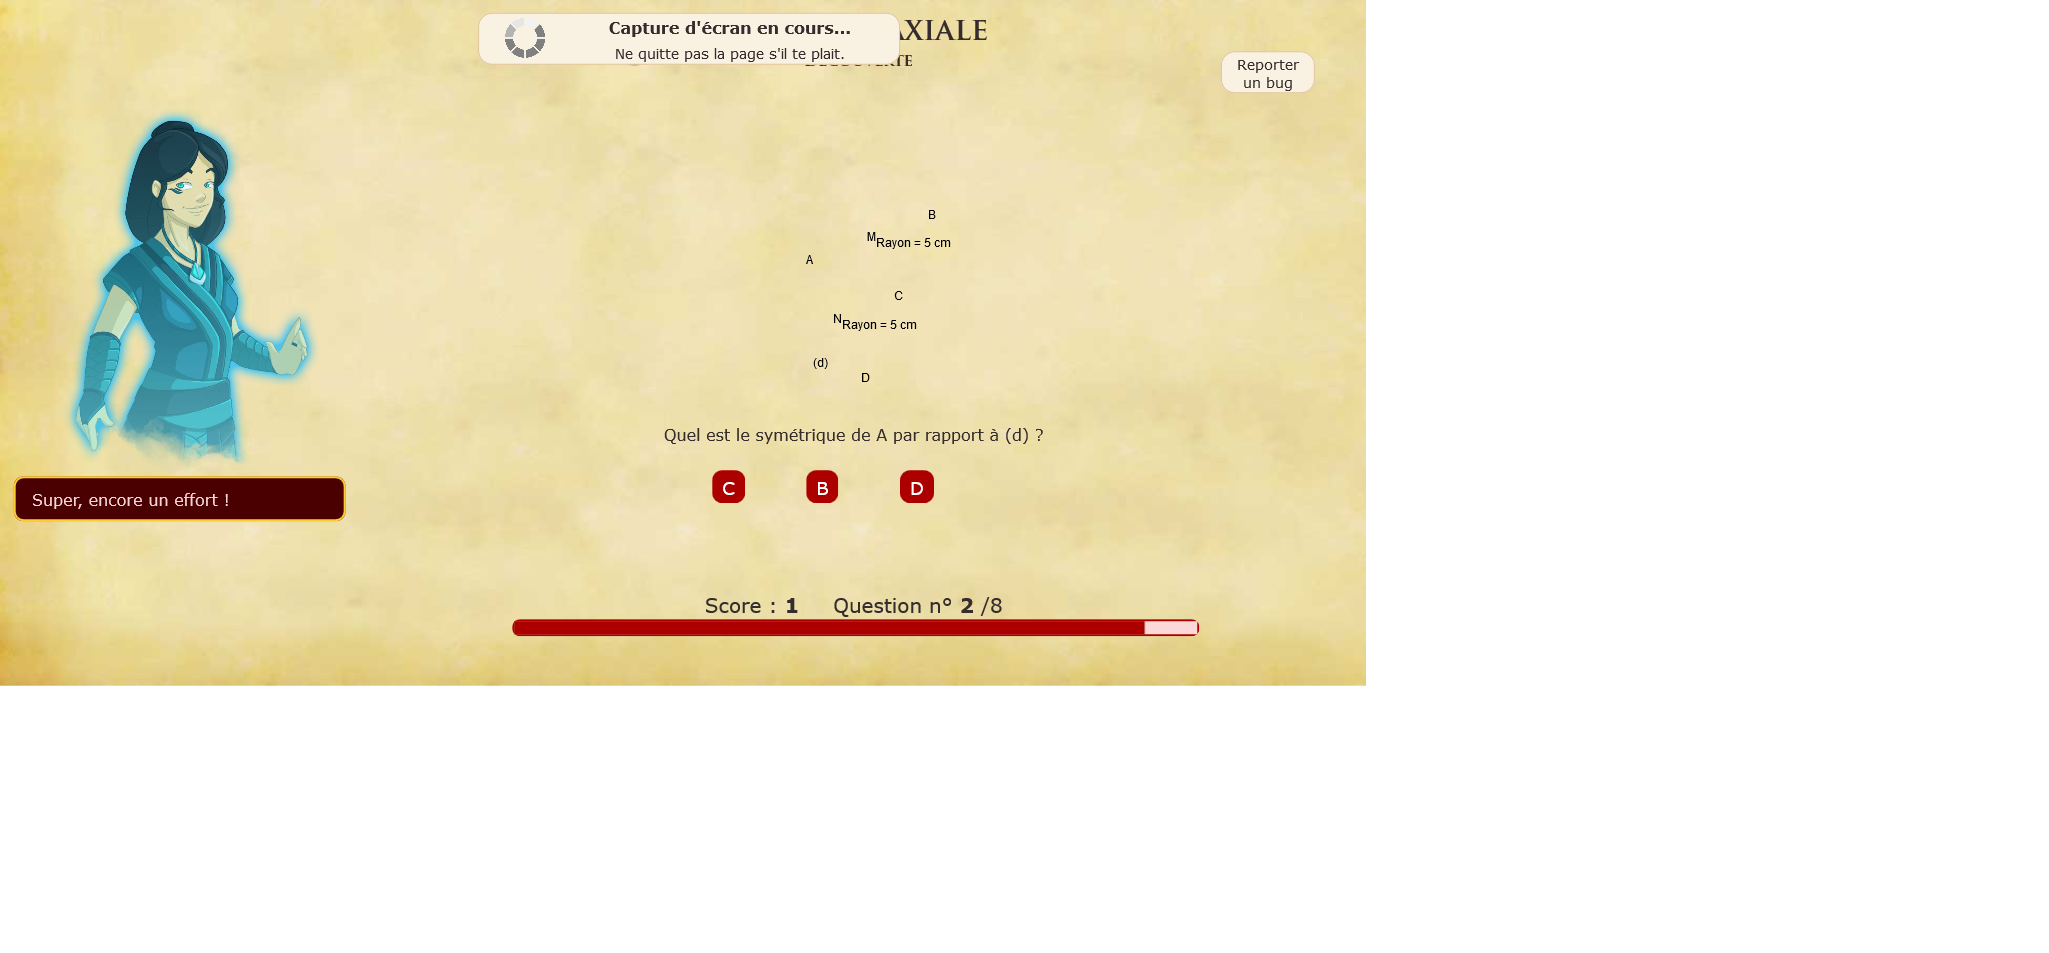 Capture d'écran en cours...
AXIALE
Ne quitte pas la page s'il te plait.
Reporter
un bug
B
M
Rayon = 5 cm
A
C
N
Rayon = 5 cm
(d)
D
Quel est le symétrique de A par rapport à (d) ?
C B D
Super, encore un effort !
Score : 1 Question n° 2 /8